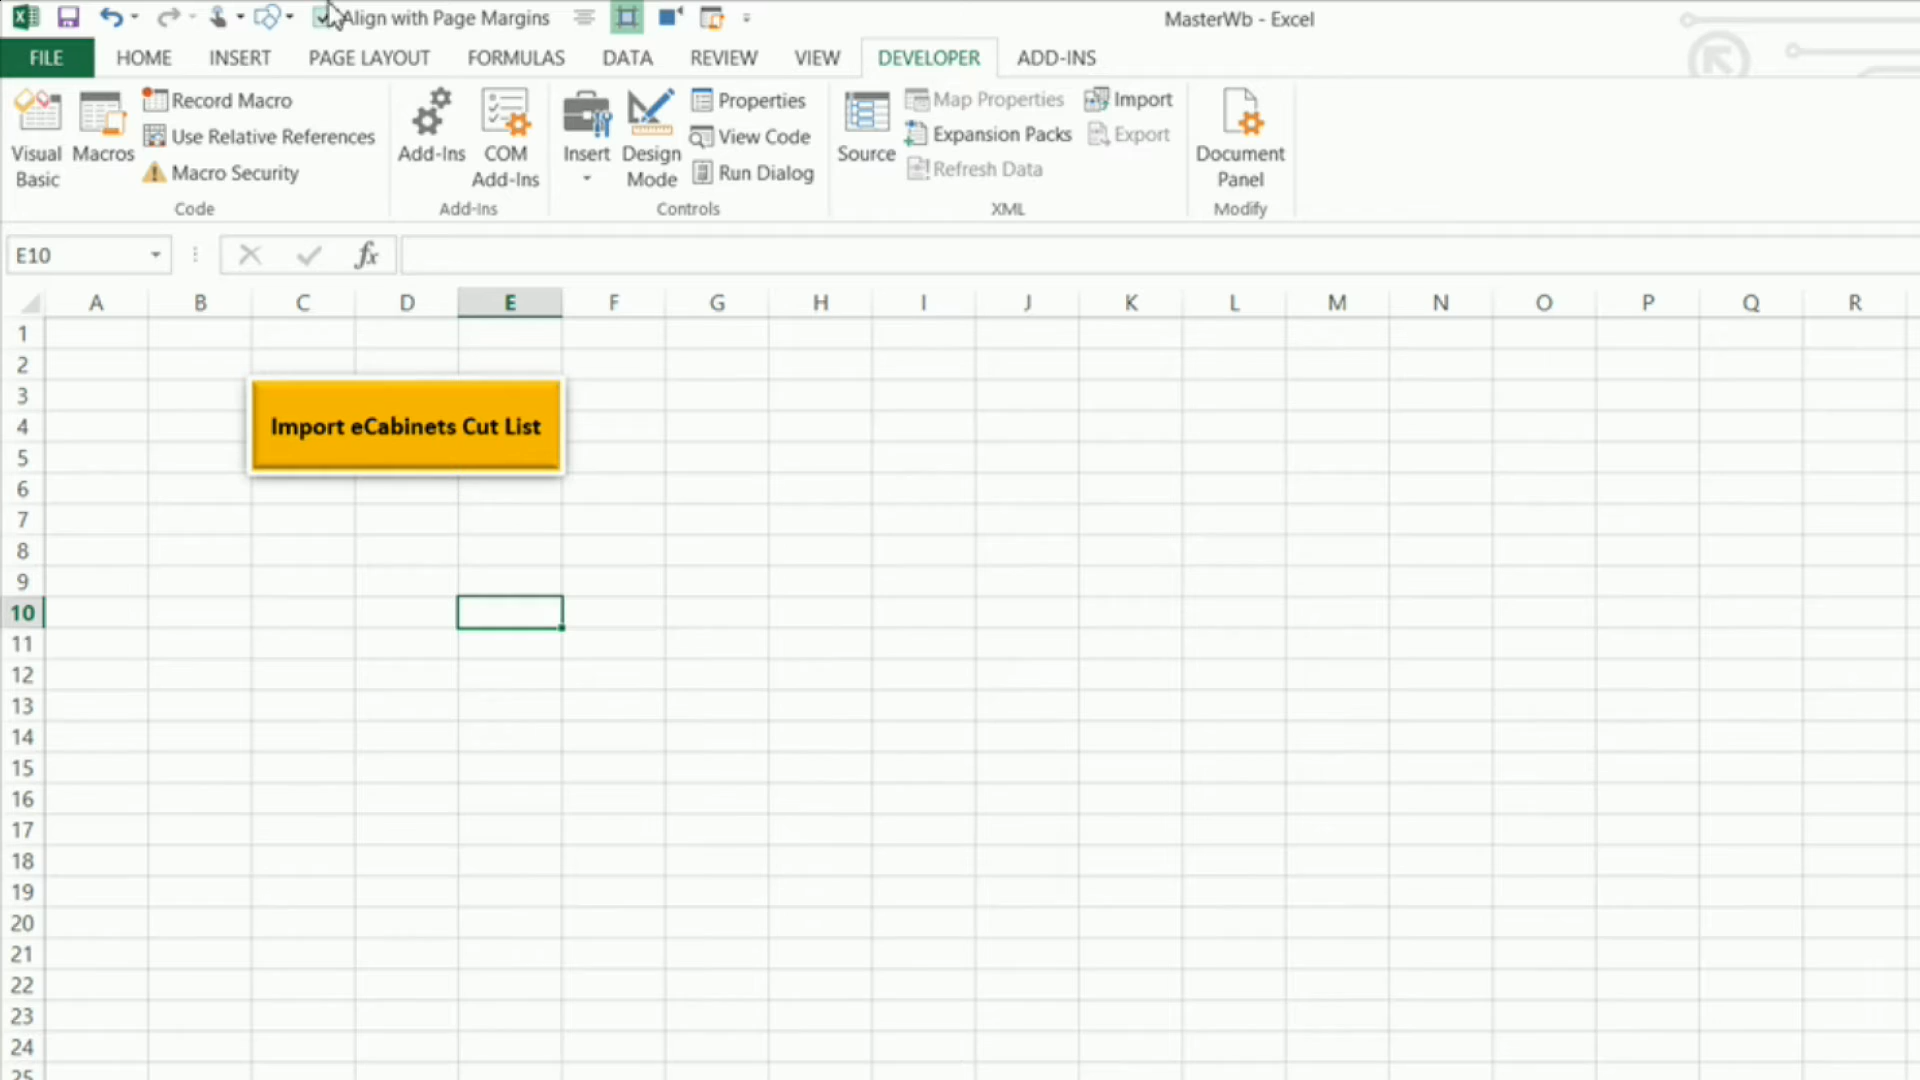 Align with Page Margins MasterWb - Excel
FILE HOME INSERT PAGE LAYOUT FORMULAS DATA REVIEW VIEW DEVELOPER ADD-INS
Visual Basic
Macros
Record Macro
Use Relative References
Macro Security
Code
Add-Ins
COM Add-Ins
Add-Ins
Insert
Design Mode
Properties
View Code
Run Dialog
Controls
Source
Map Properties
Expansion Packs
Refresh Data
Import
Export
XML
Document Panel
Modify
E10 fx
A B C D E F G H I J K L M N O P Q R
1
2
3
Import eCabinets Cut List
4
5
6
7
8
9
10
11
12
13
14
15
16
17
18
19
20
21
22
23
24
25